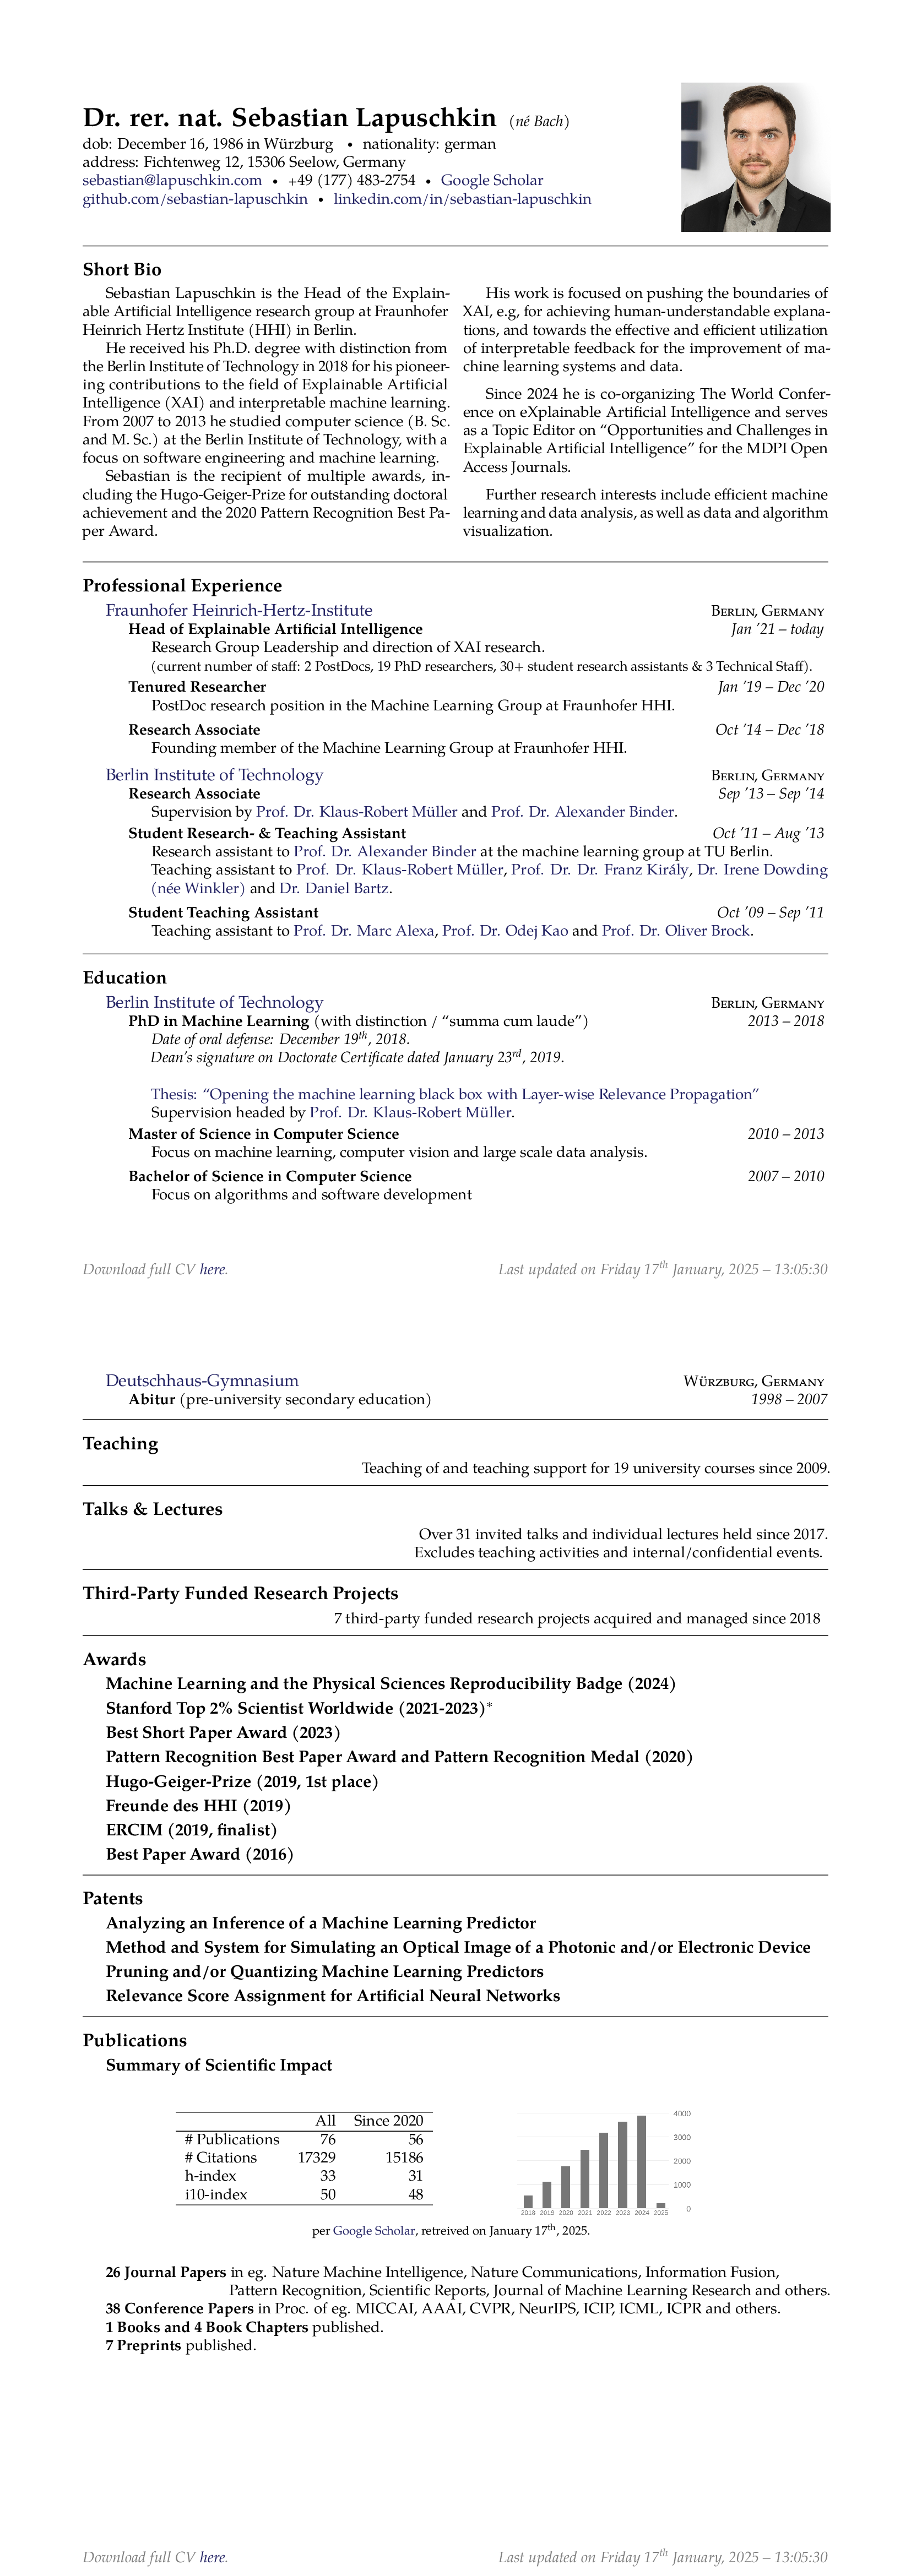 Dr. rer. nat. Sebastian Lapuschkin (né Bach)
dob: December 16, 1986 in Würzburg • nationality: german
address: Fichtenweg 12, 15306 Seelow, Germany
sebastian@lapuschkin.com • +49 (177) 483-2754 • Google Scholar
github.com/sebastian-lapuschkin • linkedin.com/in/sebastian-lapuschkin
Short Bio
Sebastian Lapuschkin is the Head of the Explain-
able Artificial Intelligence research group at Fraunhofer
Heinrich Hertz Institute (HHI) in Berlin.
He received his Ph.D. degree with distinction from
the Berlin Institute of Technology in 2018 for his pioneer-
ing contributions to the field of Explainable Artificial
Intelligence (XAI) and interpretable machine learning.
From 2007 to 2013 he studied computer science (B. Sc.
and M. Sc.) at the Berlin Institute of Technology, with a
focus on software engineering and machine learning.
Sebastian is the recipient of multiple awards, in-
cluding the Hugo-Geiger-Prize for outstanding doctoral
achievement and the 2020 Pattern Recognition Best Pa-
per Award.
His work is focused on pushing the boundaries of
XAI, e.g, for achieving human-understandable explana-
tions, and towards the effective and efficient utilization
of interpretable feedback for the improvement of ma-
chine learning systems and data.
Since 2024 he is co-organizing The World Confer-
ence on eXplainable Artificial Intelligence and serves
as a Topic Editor on “Opportunities and Challenges in
Explainable Artificial Intelligence” for the MDPI Open
Access Journals.
Further research interests include efficient machine
learning and data analysis, as well as data and algorithm
visualization.
Professional Experience
Fraunhofer Heinrich-Hertz-Institute Berlin, Germany
Head of Explainable Artificial Intelligence Jan ’21 – today
Research Group Leadership and direction of XAI research.
(current number of staff: 2 PostDocs, 19 PhD researchers, 30+ student research assistants & 3 Technical Staff).
Tenured Researcher Jan ’19 – Dec ’20
PostDoc research position in the Machine Learning Group at Fraunhofer HHI.
Research Associate Oct ’14 – Dec ’18
Founding member of the Machine Learning Group at Fraunhofer HHI.
Berlin Institute of Technology Berlin, Germany
Research Associate Sep ’13 – Sep ’14
Supervision by Prof. Dr. Klaus-Robert Müller and Prof. Dr. Alexander Binder.
Student Research- & Teaching Assistant Oct ’11 – Aug ’13
Research assistant to Prof. Dr. Alexander Binder at the machine learning group at TU Berlin.
Teaching assistant to Prof. Dr. Klaus-Robert Müller, Prof. Dr. Dr. Franz Király, Dr. Irene Dowding
(née Winkler) and Dr. Daniel Bartz.
Student Teaching Assistant Oct ’09 – Sep ’11
Teaching assistant to Prof. Dr. Marc Alexa, Prof. Dr. Odej Kao and Prof. Dr. Oliver Brock.
Education
Berlin Institute of Technology Berlin, Germany
PhD in Machine Learning (with distinction / “summa cum laude”) 2013 – 2018
Date of oral defense: December 19th, 2018.
Dean’s signature on Doctorate Certificate dated January 23rd, 2019.
Thesis: “Opening the machine learning black box with Layer-wise Relevance Propagation”
Supervision headed by Prof. Dr. Klaus-Robert Müller.
Master of Science in Computer Science 2010 – 2013
Focus on machine learning, computer vision and large scale data analysis.
Bachelor of Science in Computer Science 2007 – 2010
Focus on algorithms and software development
Download full CV here. Last updated on Friday 17th January, 2025 – 13:05:30
Deutschhaus-Gymnasium Würzburg, Germany
Abitur (pre-university secondary education) 1998 – 2007
Teaching
Teaching of and teaching support for 19 university courses since 2009.
Talks & Lectures
Over 31 invited talks and individual lectures held since 2017.
Excludes teaching activities and internal/confidential events.
Third-Party Funded Research Projects
7 third-party funded research projects acquired and managed since 2018
Awards
Machine Learning and the Physical Sciences Reproducibility Badge (2024)
Stanford Top 2% Scientist Worldwide (2021-2023)*
Best Short Paper Award (2023)
Pattern Recognition Best Paper Award and Pattern Recognition Medal (2020)
Hugo-Geiger-Prize (2019, 1st place)
Freunde des HHI (2019)
ERCIM (2019, finalist)
Best Paper Award (2016)
Patents
Analyzing an Inference of a Machine Learning Predictor
Method and System for Simulating an Optical Image of a Photonic and/or Electronic Device
Pruning and/or Quantizing Machine Learning Predictors
Relevance Score Assignment for Artificial Neural Networks
Publications
Summary of Scientific Impact
All Since 2020
# Publications 76 56
# Citations 17329 15186
h-index 33 31
i10-index 50 48
4000
3000
2000
1000
0
2018 2019 2020 2021 2022 2023 2024 2025
per Google Scholar, retreived on January 17th, 2025.
26 Journal Papers in eg. Nature Machine Intelligence, Nature Communications, Information Fusion,
Pattern Recognition, Scientific Reports, Journal of Machine Learning Research and others.
38 Conference Papers in Proc. of eg. MICCAI, AAAI, CVPR, NeurIPS, ICIP, ICML, ICPR and others.
1 Books and 4 Book Chapters published.
7 Preprints published.
Download full CV here. Last updated on Friday 17th January, 2025 – 13:05:30